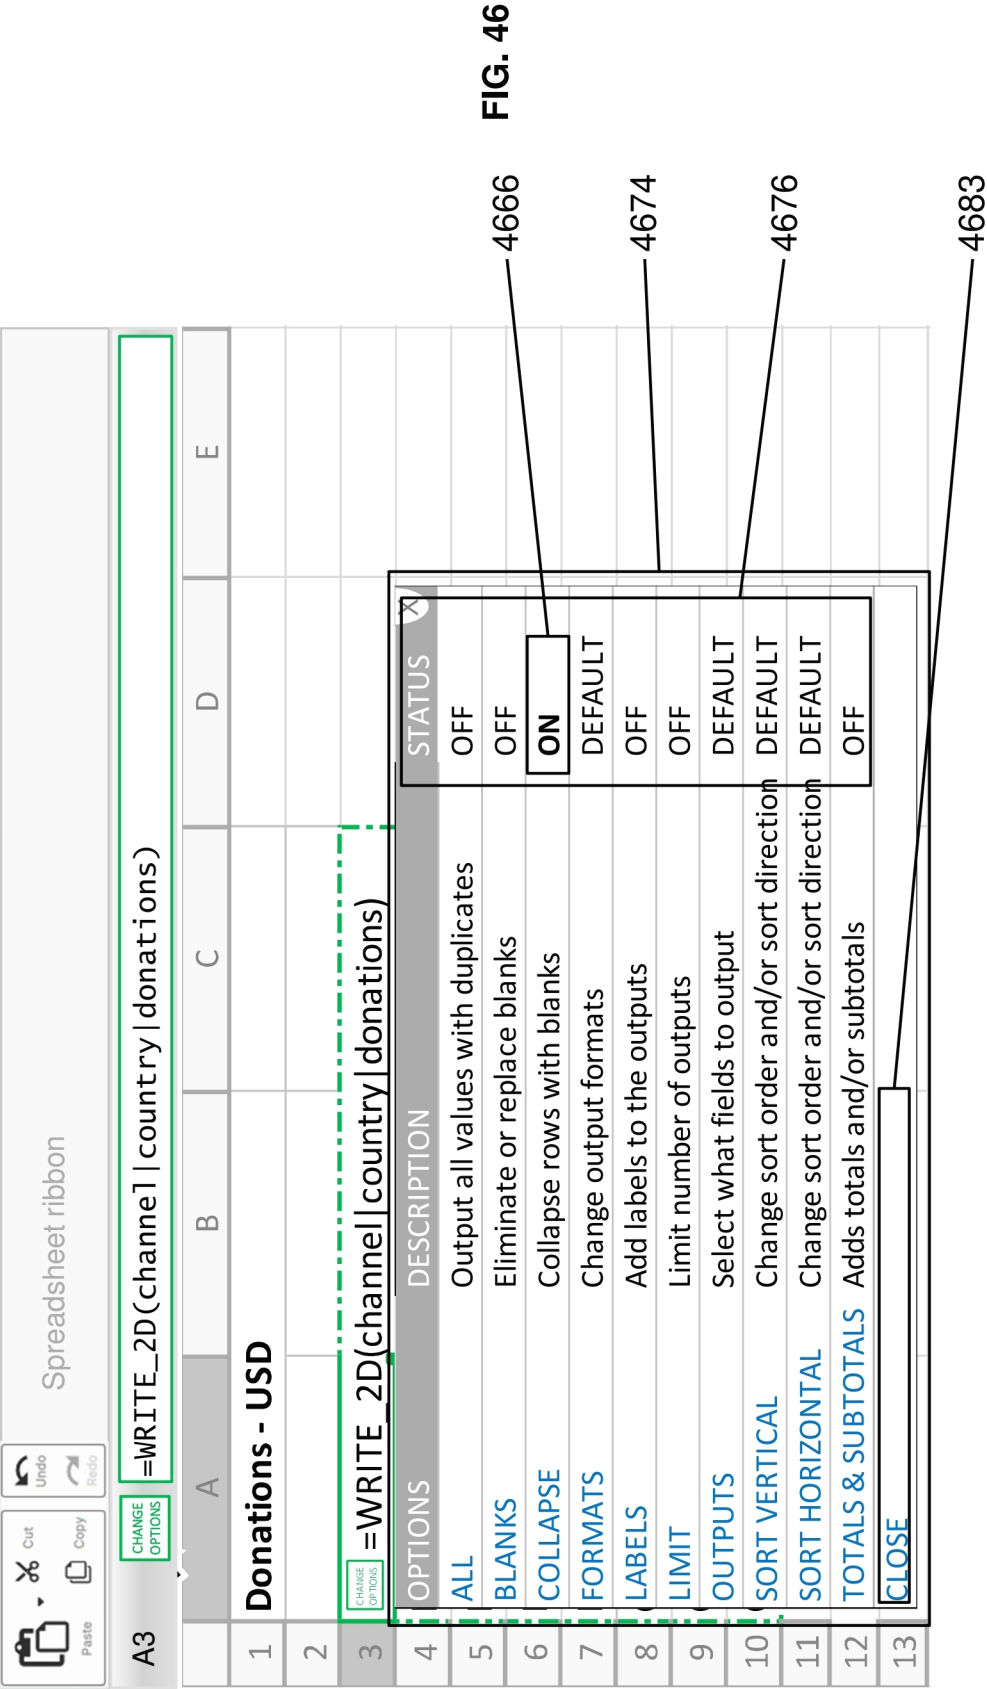 Paste
Cut
Copy
Undo
Redo
Spreadsheet ribbon
A3
CHANGE OPTIONS
=WRITE_2D(channel|country|donations)
A B C D E
1 Donations - USD
2
3 CHANGE OPTIONS =WRITE_2D(channel|country|donations)
4 OPTIONS DESCRIPTION STATUS X
5 ALL Output all values with duplicates OFF
BLANKS Eliminate or replace blanks OFF
6 COLLAPSE Collapse rows with blanks ON
7 FORMATS Change output formats DEFAULT
8 LABELS Add labels to the outputs OFF
9 LIMIT Limit number of outputs OFF
OUTPUTS Select what fields to output DEFAULT
10 SORT VERTICAL Change sort order and/or sort direction DEFAULT
11 SORT HORIZONTAL Change sort order and/or sort direction DEFAULT
12 TOTALS & SUBTOTALS Adds totals and/or subtotals OFF
13 CLOSE
4666
4674
4676
4683
FIG. 46